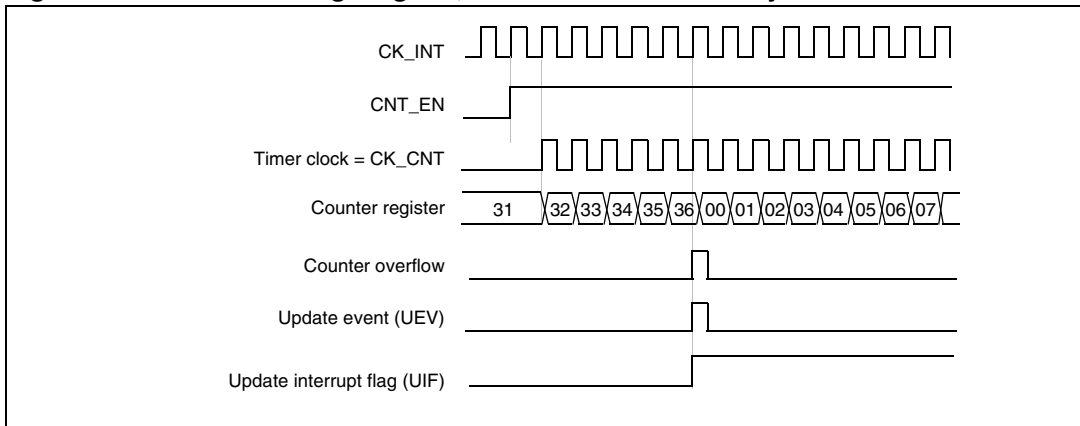 CK_INT
CNT_EN
Timer clock = CK_CNT
Counter register 31 32 33 34 35 36 00 01 02 03 04 05 06 07
Counter overflow
Update event (UEV)
Update interrupt flag (UIF)